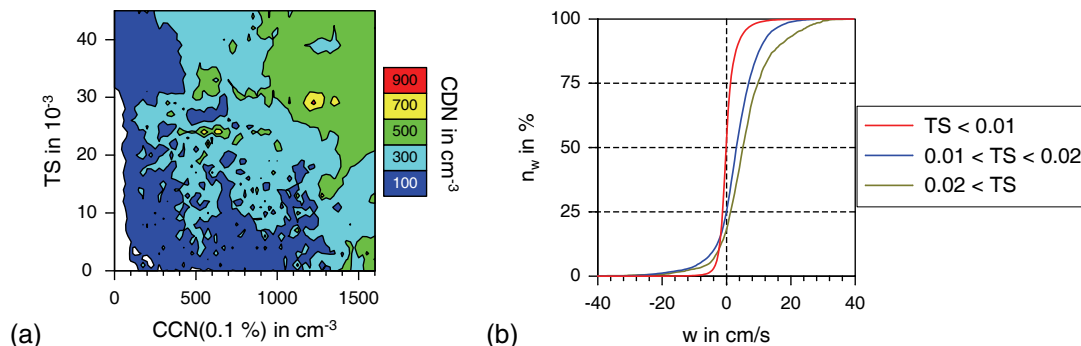 40
30
20
10
0
TS in 10⁻³
0
500
1000
1500
CCN(0.1 %) in cm⁻³
(a)
900
700
500
300
100
CDN in cm⁻³
100
75
50
25
0
n_w in %
-40
-20
0
20
40
w in cm/s
(b)
TS < 0.01
0.01 < TS < 0.02
0.02 < TS